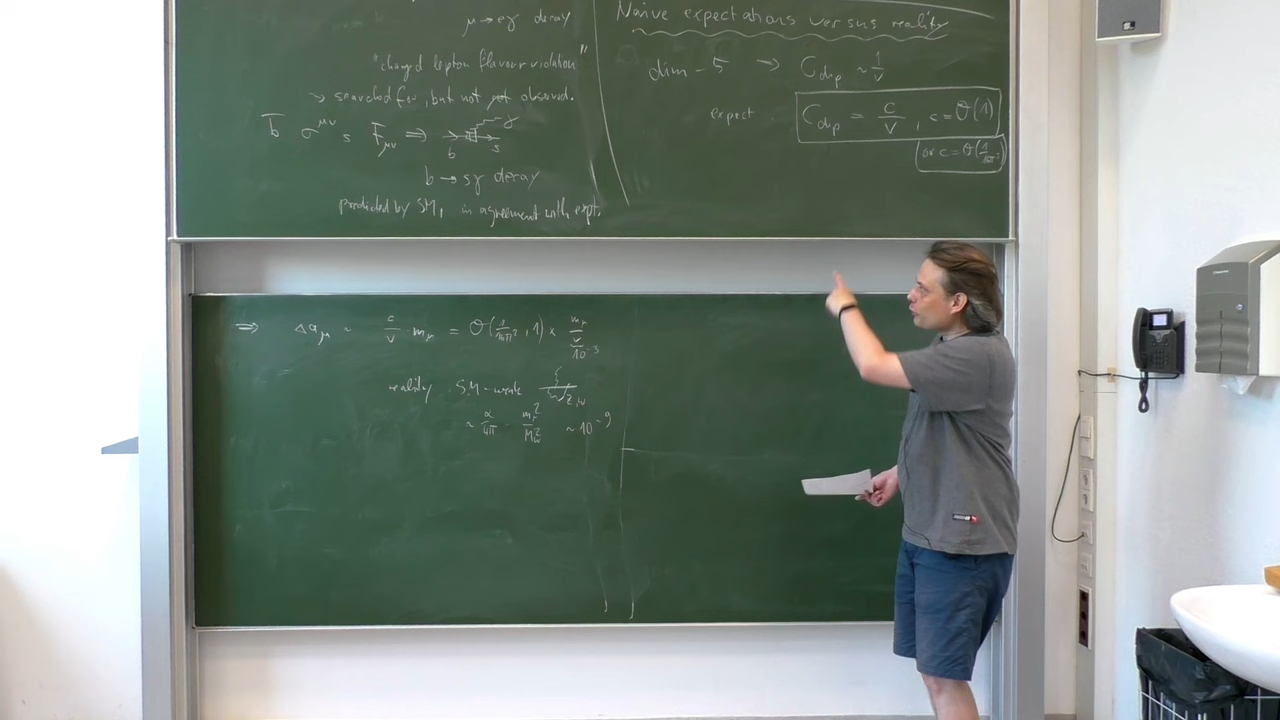 μ → eγ decay
"charged lepton flavour violation"
↝ searched for, but not yet observed.
b̄ σ^μν s F_μν ⇒
γ
b s
b → sγ decay
predicted by SM, in agreement with expt.
Naive expectations versus reality
dim-5 → C_dip ~ 1/v
expect C_dip = c/v, c = O(1)
or c = O(1/16π²)
⇒ Δa_μ ~ c/v · m_μ = O(1/16π², 1) × m_μ/v
10^-3
reality: SM-weak
Z,W
~ α/4π m_μ²/M_W² ~ 10^-9